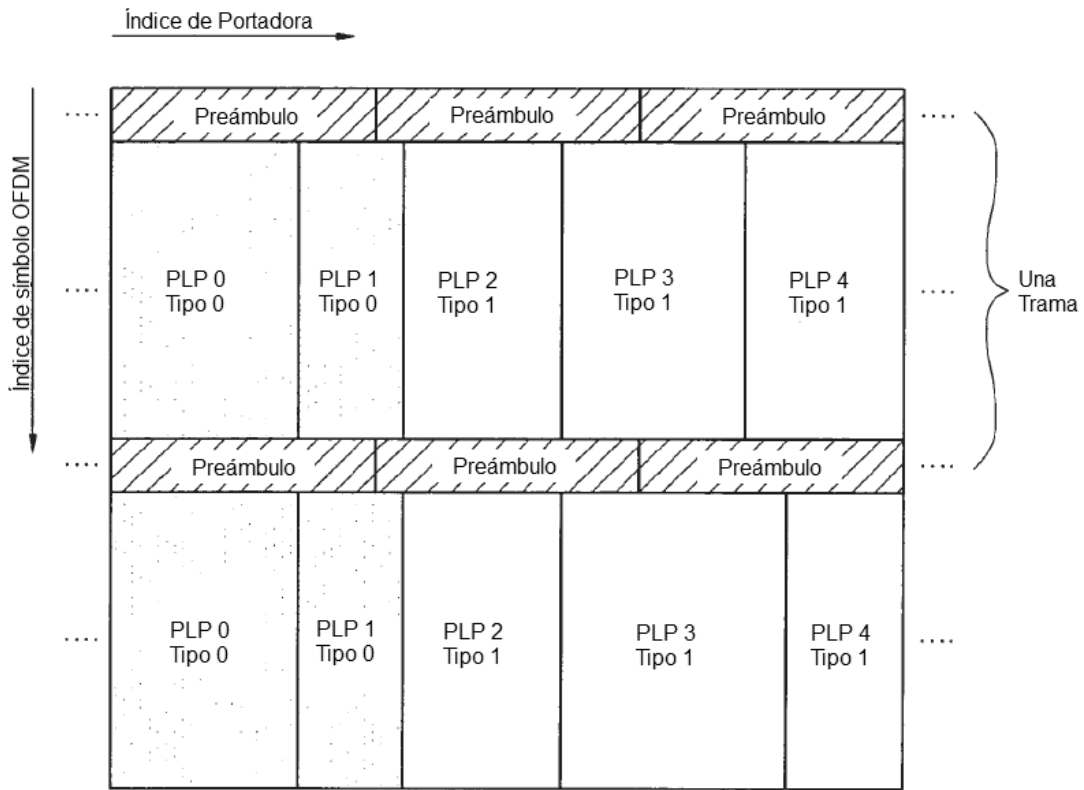 Índice de Portadora
Índice de símbolo OFDM
.... Preámbulo Preámbulo Preámbulo ....
PLP 0
Tipo 0
PLP 1
Tipo 0
PLP 2
Tipo 1
PLP 3
Tipo 1
PLP 4
Tipo 1
.... ....
Una
Trama
.... Preámbulo Preámbulo Preámbulo ....
PLP 0
Tipo 0
PLP 1
Tipo 0
PLP 2
Tipo 1
PLP 3
Tipo 1
PLP 4
Tipo 1
.... ....